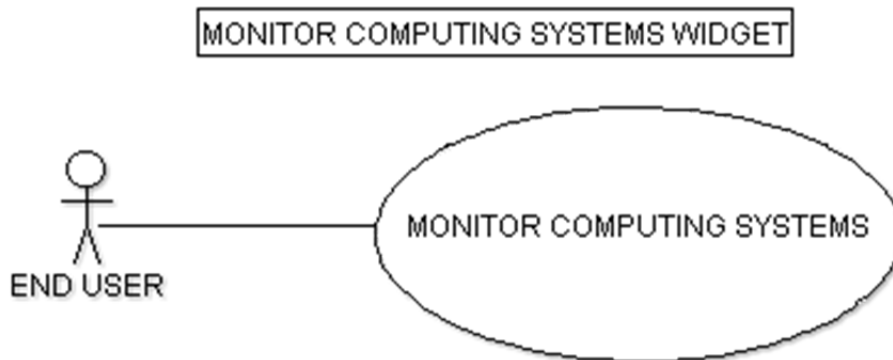 MONITOR COMPUTING SYSTEMS WIDGET
MONITOR COMPUTING SYSTEMS
END USER